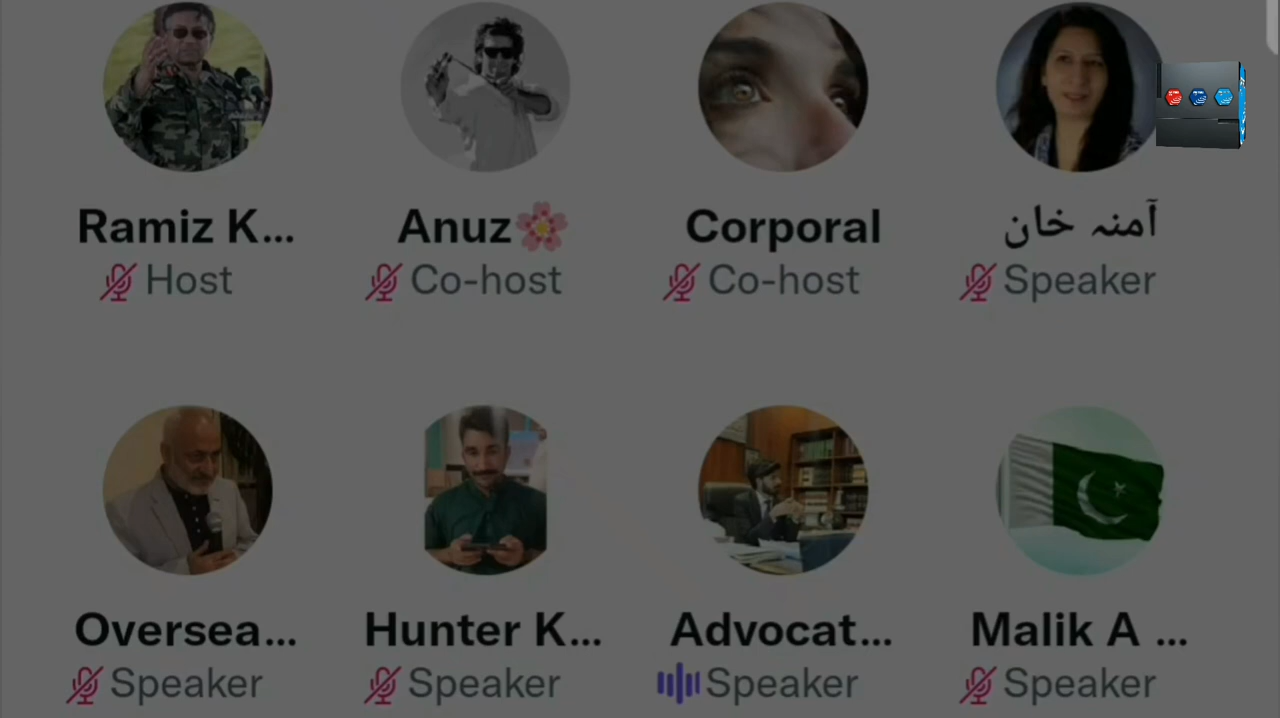 Ramiz K... Anuz🌸 Corporal آمنہ خان
Host Co-host Co-host Speaker
Oversea... Hunter K... Advocat... Malik A ...
Speaker Speaker Speaker Speaker